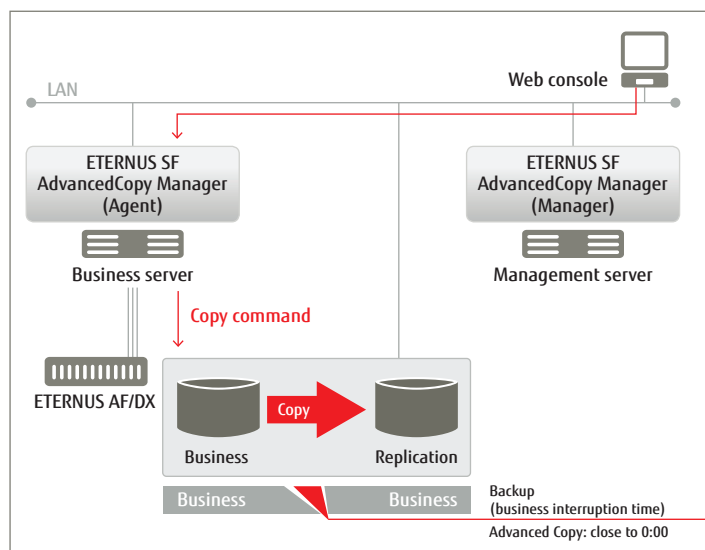 Web console
LAN
ETERNUS SF
AdvancedCopy Manager
(Agent)
ETERNUS SF
AdvancedCopy Manager
(Manager)
Business server
Management server
Copy command
ETERNUS AF/DX
Copy
Business
Replication
Business
Business
Backup
(business interruption time)
Advanced Copy: close to 0:00